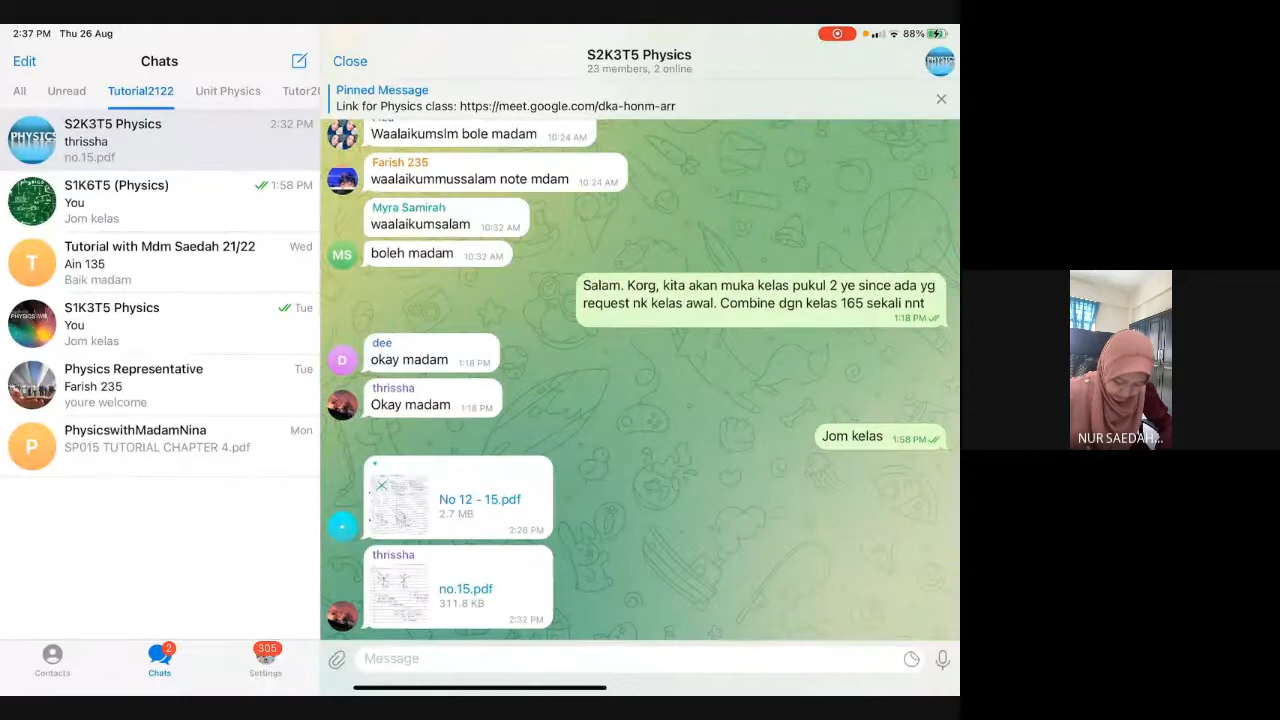 2:37 PM Thu 26 Aug
88%
Edit
Chats
All
Unread
Tutorial2122
Unit Physics
Tutor20
S2K3T5 Physics
2:32 PM
thrissha
no.15.pdf
S1K6T5 (Physics)
1:58 PM
You
Jom kelas
Tutorial with Mdm Saedah 21/22
Wed
Ain 135
Baik madam
S1K3T5 Physics
Tue
You
Jom kelas
Physics Representative
Tue
Farish 235
youre welcome
PhysicswithMadamNina
Mon
SP015 TUTORIAL CHAPTER 4.pdf
Contacts
2
Chats
305
Settings
Close
S2K3T5 Physics
23 members, 2 online
PHYSIC
Pinned Message
Link for Physics class: https://meet.google.com/dka-honm-arr
Waalaikumslm bole madam 10:24 AM
Farish 235
waalaikummussalam note mdam 10:24 AM
Myra Samirah
waalaikumsalam 10:32 AM
MS
boleh madam 10:32 AM
Salam. Korg, kita akan muka kelas pukul 2 ye since ada yg
request nk kelas awal. Combine dgn kelas 165 sekali nnt
1:18 PM
dee
D
okay madam 1:18 PM
thrissha
Okay madam 1:18 PM
Jom kelas 1:58 PM
No 12 - 15.pdf
2.7 MB
2:26 PM
thrissha
no.15.pdf
311.8 KB
2:32 PM
Message
NUR SAEDAH...